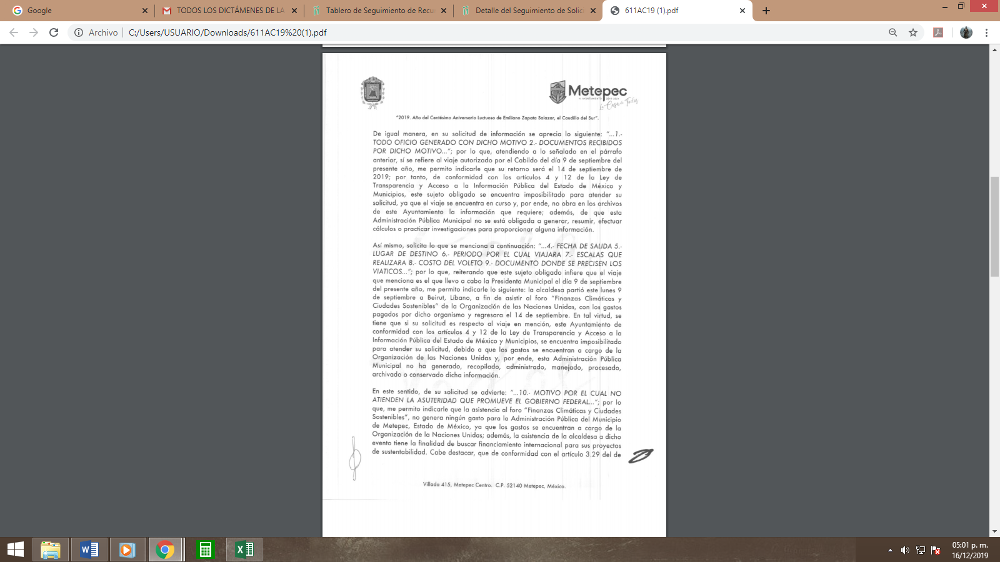 Google
TODOS LOS DICTÁMENES DE LA
Tablero de Seguimiento de Recu
Detalle del Seguimiento de Solici
611AC19 (1).pdf
Archivo
C:/Users/USUARIO/Downloads/611AC19%20(1).pdf
Metepec
H. AYUNTAMIENTO 2019-2021
La Casa de Todos
"2019. Año del Centésimo Aniversario Luctuoso de Emiliano Zapata Salazar, el Caudillo del Sur".
De igual manera, en su solicitud de información se aprecia lo siguiente: "...1.-
TODO OFICIO GENERADO CON DICHO MOTIVO 2.- DOCUMENTOS RECIBIDOS
POR DICHO MOTIVO..."; por lo que, atendiendo a lo señalado en el párrafo
anterior, sí se refiere al viaje autorizado por el Cabildo del día 9 de septiembre del
presente año, me permito indicarle que su retorno será el 14 de septiembre de
2019; por tanto, de conformidad con los artículos 4 y 12 de la Ley de
Transparencia y Acceso a la Información Pública del Estado de México y
Municipios, este sujeto obligado se encuentra imposibilitado para atender su
solicitud, ya que el viaje se encuentra en curso y, por ende, no obra en los archivos
de este Ayuntamiento la información que requiere; además, de que esta
Administración Pública Municipal no se está obligada a generar, resumir, efectuar
cálculos o practicar investigaciones para proporcionar alguna información.
Así mismo, solicita lo que se menciona a continuación: "...4.- FECHA DE SALIDA 5.-
LUGAR DE DESTINO 6.- PERIODO POR EL CUAL VIAJARA 7.- ESCALAS QUE
REALIZARA 8.- COSTO DEL VOLETO 9.- DOCUMENTO DONDE SE PRECISEN LOS
VIATICOS..."; por lo que, reiterando que este sujeto obligado infiere que el viaje
que menciona es el que llevo a cabo la Presidenta Municipal el día 9 de septiembre
del presente año, me permito indicarle lo siguiente: la alcaldesa partió este lunes 9
de septiembre a Beirut, Líbano, a fin de asistir al foro "Finanzas Climáticas y
Ciudades Sostenibles" de la Organización de las Naciones Unidas, con los gastos
pagados por dicho organismo y regresara el 14 de septiembre. En tal virtud, se
tiene que si su solicitud es respecto al viaje en mención, este Ayuntamiento de
conformidad con los artículos 4 y 12 de la Ley de Transparencia y Acceso a la
Información Pública del Estado de México y Municipios, se encuentra imposibilitado
para atender su solicitud, debido a que los gastos se encuentran a cargo de la
Organización de las Naciones Unidas y, por ende, esta Administración Pública
Municipal no ha generado, recopilado, administrado, manejado, procesado,
archivado o conservado dicha información.
En este sentido, de su solicitud se advierte: "...10.- MOTIVO POR EL CUAL NO
ATIENDEN LA ASUTERIDAD QUE PROMUEVE EL GOBIERNO FEDERAL..."; por lo
que, me permito indicarle que la asistencia al foro "Finanzas Climáticas y Ciudades
Sostenibles", no genera ningún gasto para la Administración Pública del Municipio
de Metepec, Estado de México, ya que los gastos se encuentran a cargo de la
Organización de la Naciones Unidas; además, la asistencia de la alcaldesa a dicho
evento tiene la finalidad de buscar financiamiento internacional para sus proyectos
de sustentabilidad. Cabe destacar, que de conformidad con el artículo 3.29 del de
Villada 415, Metepec Centro. C.P. 52140 Metepec, México.
05:01 p. m.
16/12/2019